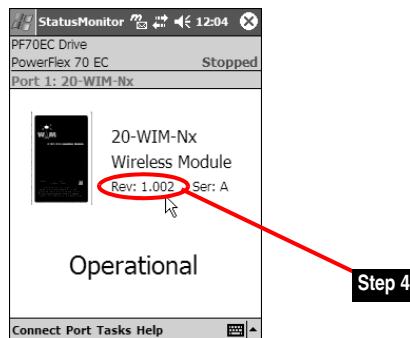 StatusMonitor 12:04
PF70EC Drive
PowerFlex 70 EC Stopped
Port 1: 20-WIM-Nx
20-WIM-Nx
Wireless Module
Rev: 1.002 Ser: A
Operational
Step 4
Connect Port Tasks Help